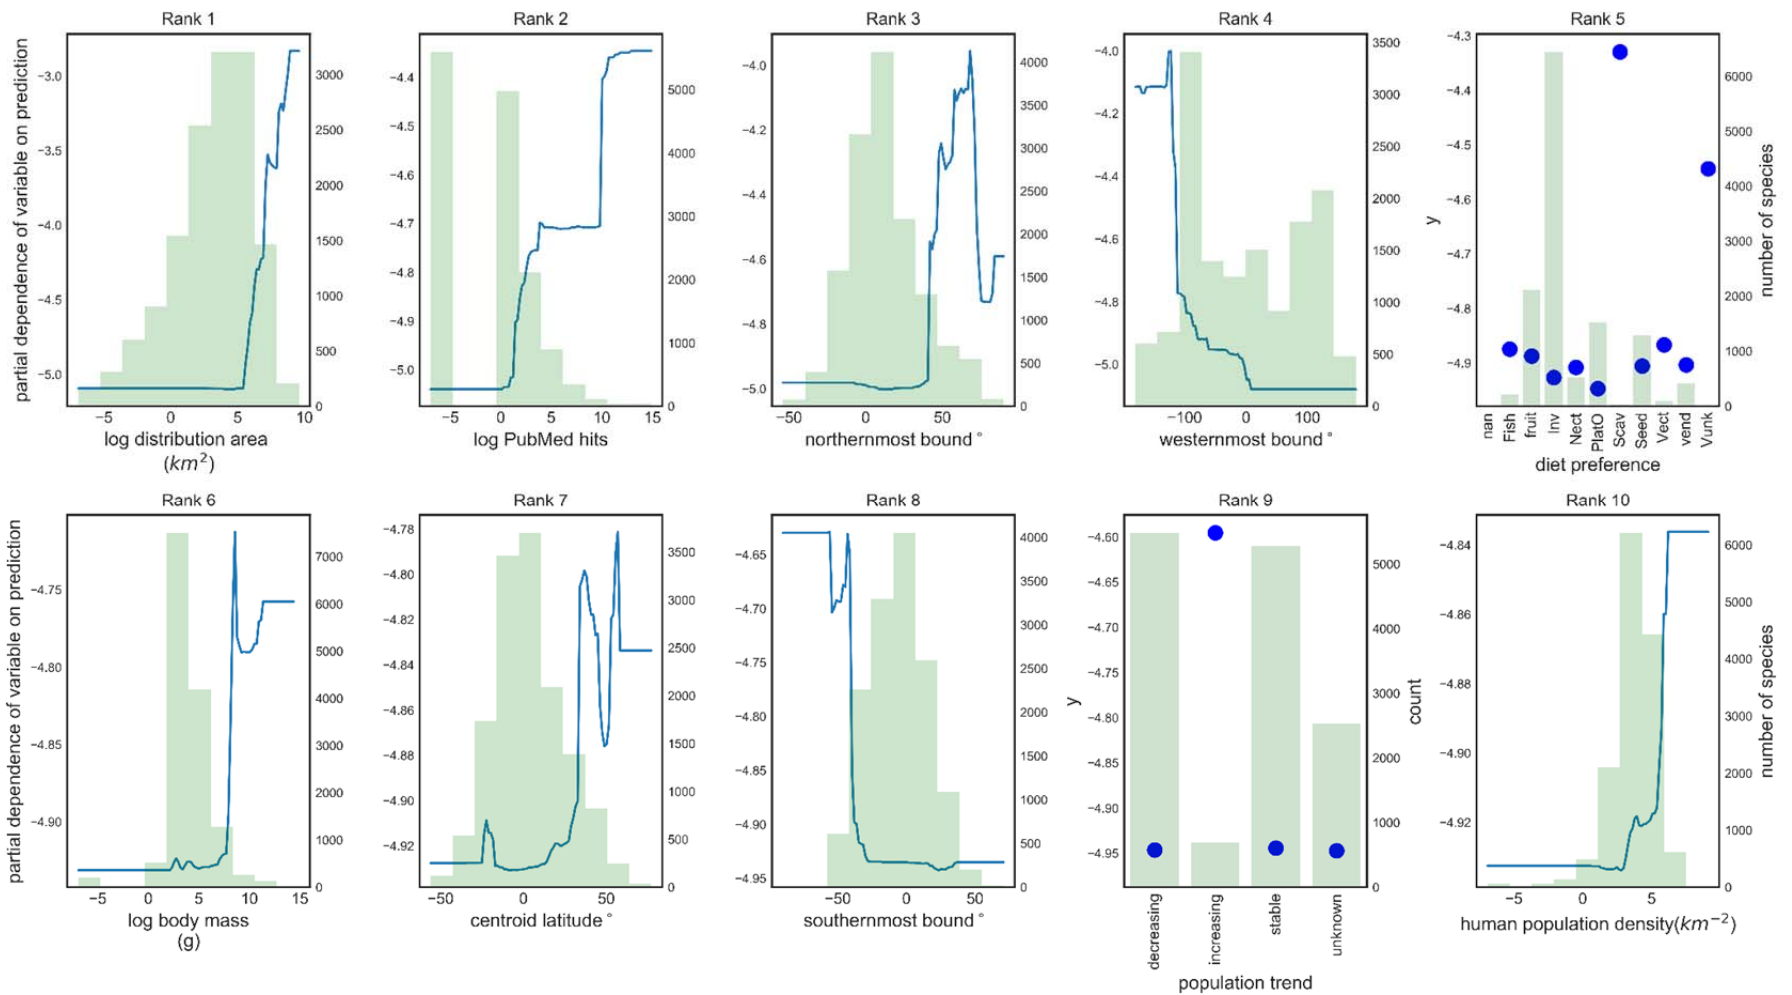 Rank 1
Rank 2
Rank 3
Rank 4
Rank 5
partial dependence of variable on prediction
−3.0
−3.5
−4.0
−4.5
−5.0
3000
2500
2000
1500
1000
500
0
−5 0 5 10
log distribution area
(km²)
−4.4
−4.5
−4.6
−4.7
−4.8
−4.9
−5.0
5000
4000
3000
2000
1000
0
−5 0 5 10 15
log PubMed hits
−4.0
−4.2
−4.4
−4.6
−4.8
−5.0
4000
3500
3000
2500
2000
1500
1000
500
0
−50 0 50
northernmost bound °
−4.0
−4.2
−4.4
−4.6
−4.8
−5.0
3500
3000
2500
2000
1500
1000
500
0
−100 0 100
westernmost bound °
y
−4.3
−4.4
−4.5
−4.6
−4.7
−4.8
−4.9
6000
5000
4000
3000
2000
1000
0
number of species
nan
Fish
fruit
Inv
Nect
PlatO
Scav
Seed
Vect
vend
Vunk
diet preference
Rank 6
Rank 7
Rank 8
Rank 9
Rank 10
partial dependence of variable on prediction
−4.75
−4.80
−4.85
−4.90
7000
6000
5000
4000
3000
2000
1000
0
−5 0 5 10 15
log body mass
(g)
−4.78
−4.80
−4.82
−4.84
−4.86
−4.88
−4.90
−4.92
3500
3000
2500
2000
1500
1000
500
0
−50 0 50
centroid latitude °
−4.65
−4.70
−4.75
−4.80
−4.85
−4.90
−4.95
4000
3500
3000
2500
2000
1500
1000
500
0
−50 0 50
southernmost bound °
y
−4.60
−4.65
−4.70
−4.75
−4.80
−4.85
−4.90
−4.95
5000
4000
3000
2000
1000
0
count
decreasing
increasing
stable
unknown
population trend
−4.84
−4.86
−4.88
−4.90
−4.92
6000
5000
4000
3000
2000
1000
0
number of species
−5 0 5
human population density(km⁻²)